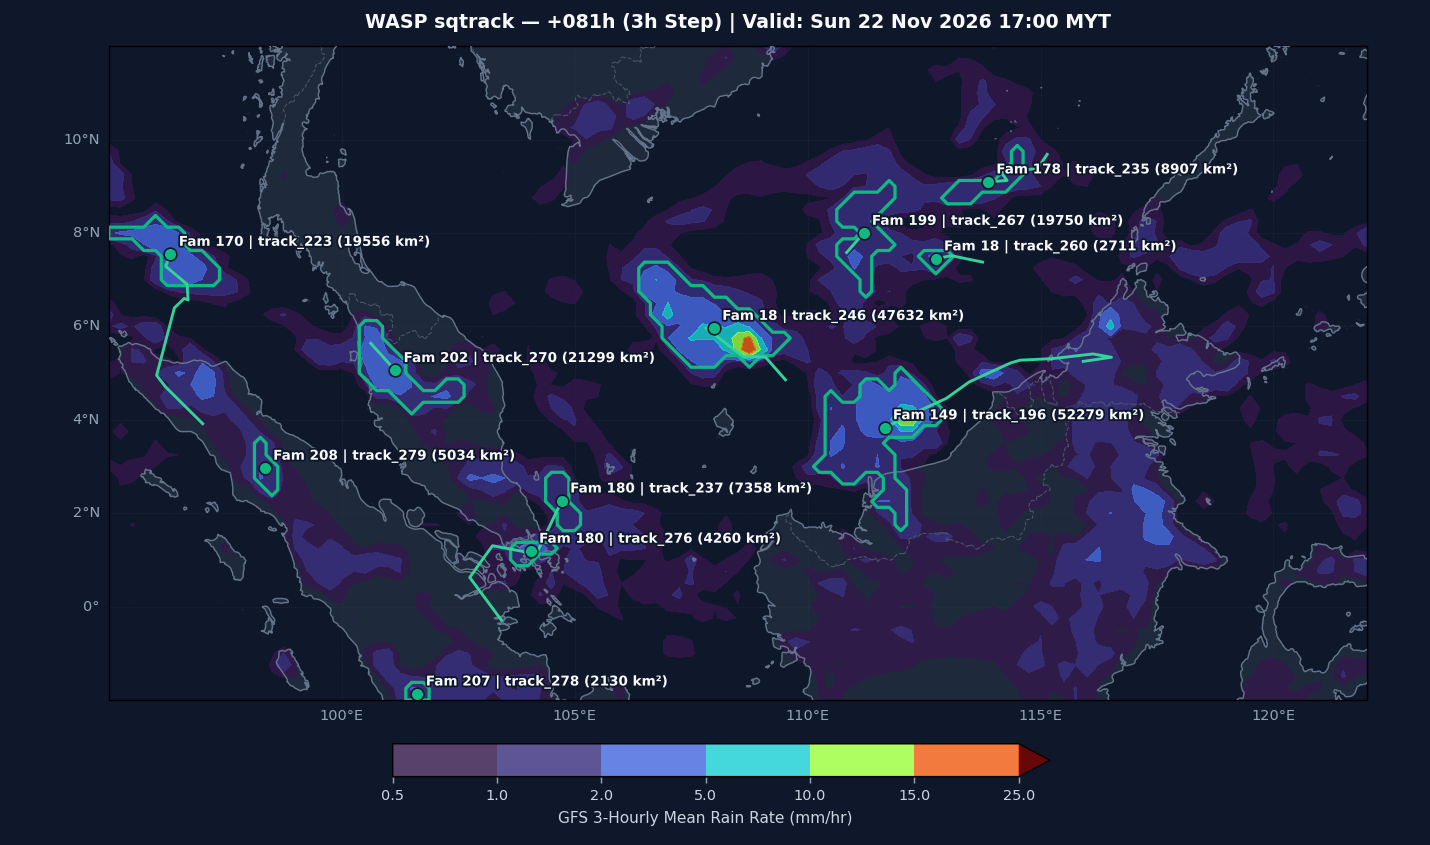 WASP sqtrack — +081h (3h Step) | Valid: Sun 22 Nov 2026 17:00 MYT
10°N
8°N
6°N
4°N
2°N
0°
Fam 178 | track_235 (8907 km²)
Fam 199 | track_267 (19750 km²)
Fam 170 | track_223 (19556 km²)
Fam 18 | track_260 (2711 km²)
Fam 18 | track_246 (47632 km²)
Fam 202 | track_270 (21299 km²)
Fam 149 | track_196 (52279 km²)
Fam 208 | track_279 (5034 km²)
Fam 180 | track_237 (7358 km²)
Fam 180 | track_276 (4260 km²)
Fam 207 | track_278 (2130 km²)
100°E 105°E 110°E 115°E 120°E
0.5 1.0 2.0 5.0 10.0 15.0 25.0
GFS 3-Hourly Mean Rain Rate (mm/hr)